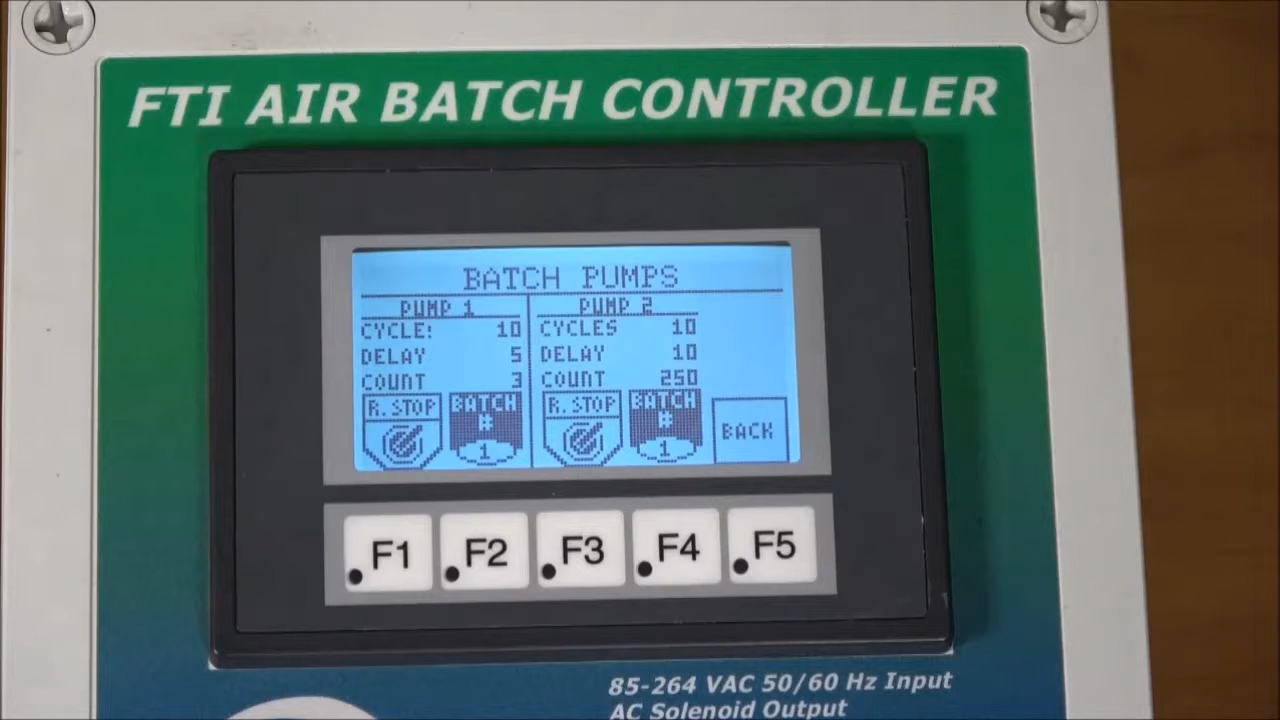 FTI AIR BATCH CONTROLLER
BATCH PUMPS
PUMP 1
CYCLE: 10
DELAY 5
COUNT 3
R.STOP
BATCH
#
1
PUMP 2
CYCLES 10
DELAY 10
COUNT 250
R.STOP
BATCH
#
1
BACK
F1 F2 F3 F4 F5
85-264 VAC 50/60 Hz Input
AC Solenoid Output